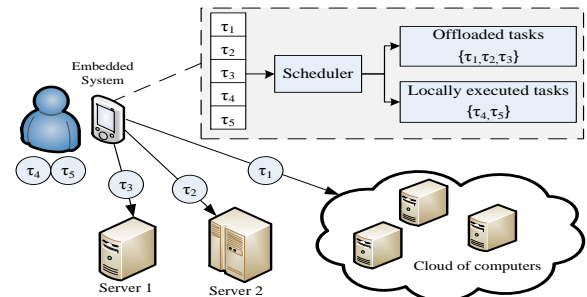 τ1
τ2
τ3
τ4
τ5
Scheduler
Offloaded tasks
{τ1,τ2,τ3}
Locally executed tasks
{τ4,τ5}
Embedded
System
τ4
τ5
τ3
τ2
τ1
Server 1
Server 2
Cloud of computers